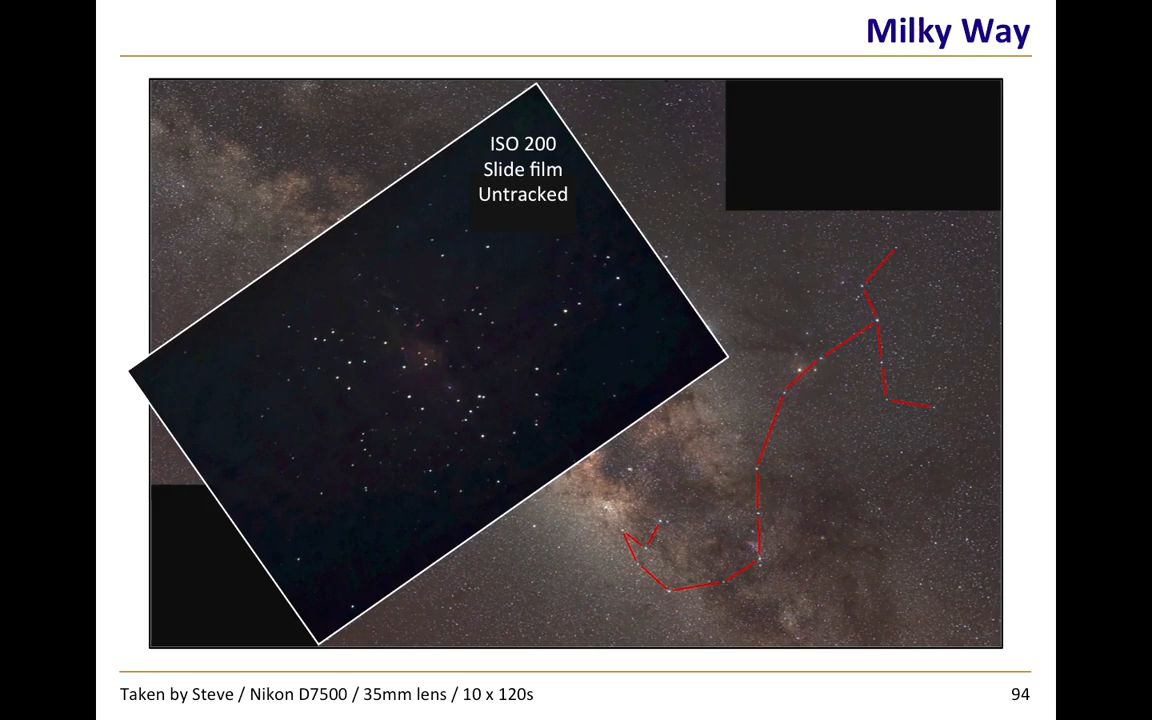 Milky Way
ISO 200
Slide film
Untracked
Taken by Steve / Nikon D7500 / 35mm lens / 10 x 120s
94